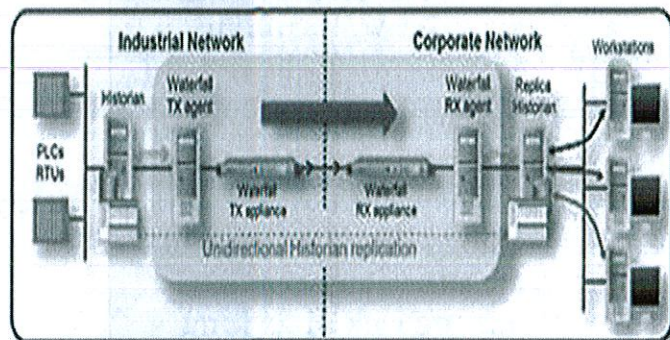 Industrial Network
Corporate Network
Workstations
Historian
Waterfall
TX agent
Waterfall
RX agent
Replica
Historian
PLCs
RTUs
Waterfall
TX appliance
Waterfall
RX appliance
Unidirectional Historian replication